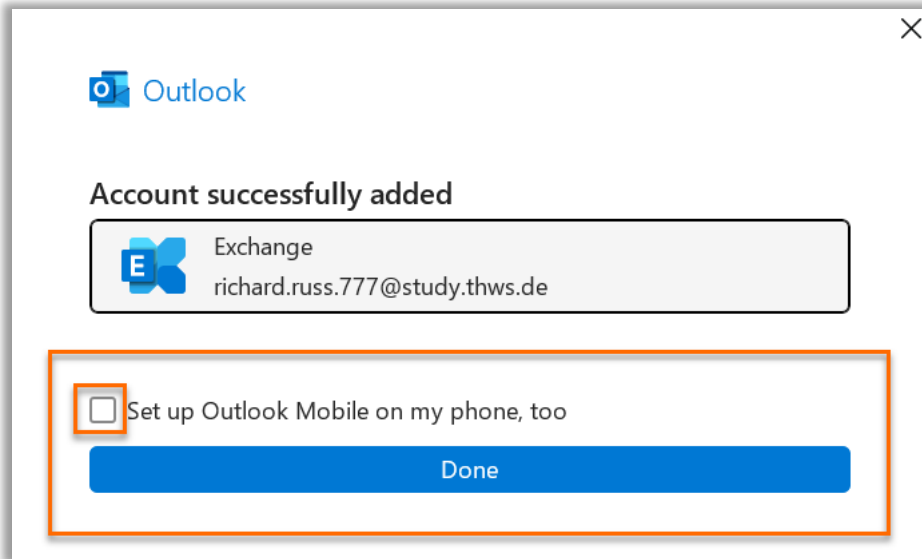 Outlook
Account successfully added
Exchange
richard.russ.777@study.thws.de
Set up Outlook Mobile on my phone, too
Done